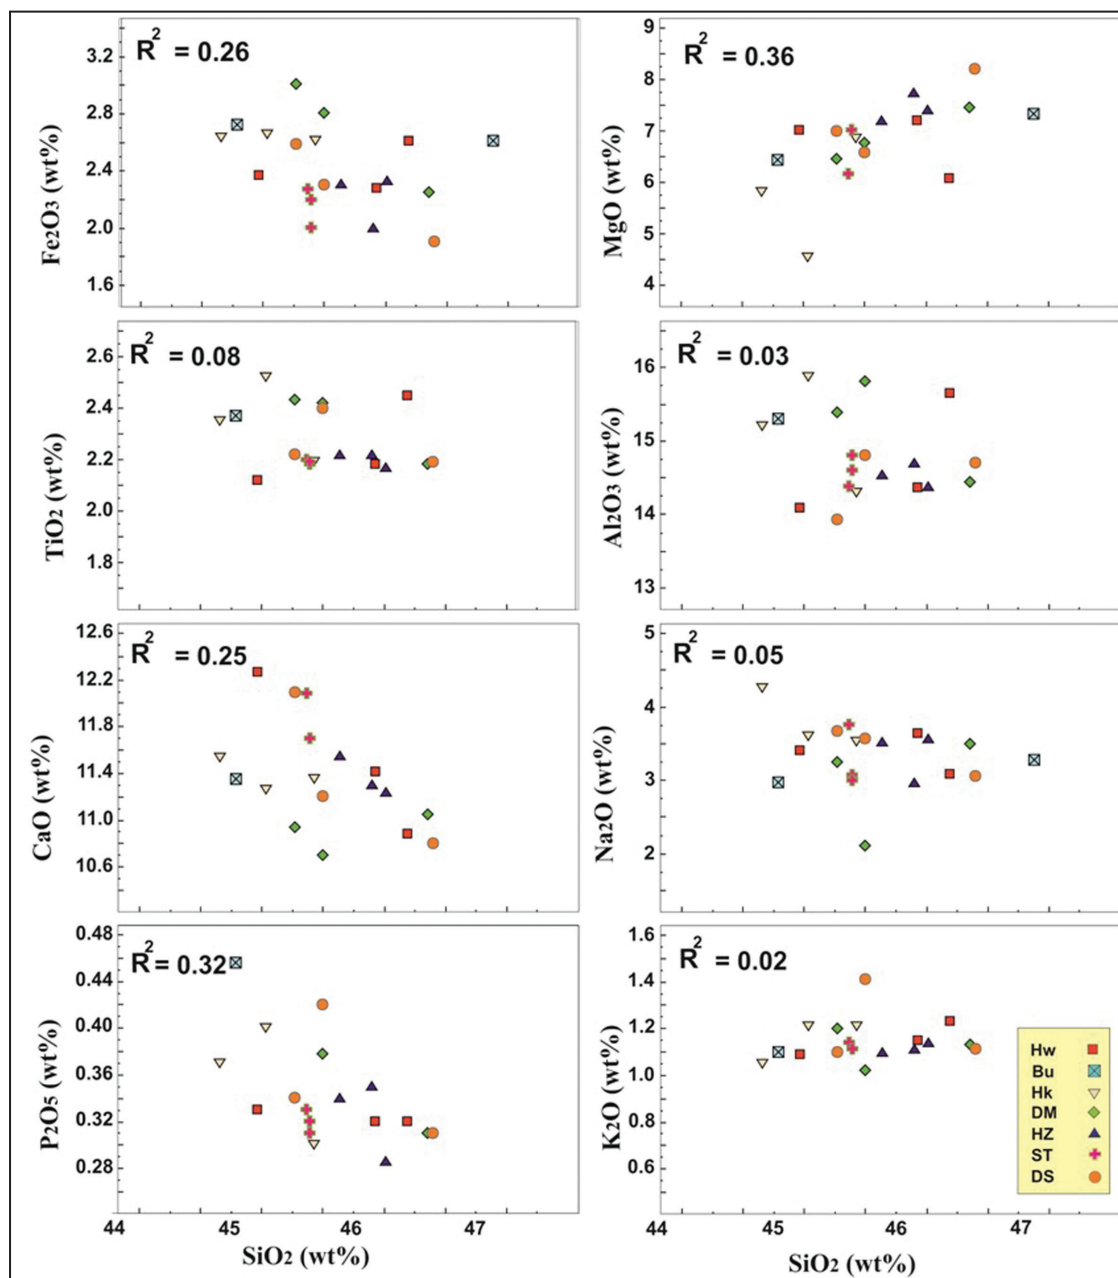 R² = 0.26
Fe₂O₃ (wt%)
3.2
2.8
2.4
2.0
1.6
R² = 0.36
MgO (wt%)
9
8
7
6
5
4
R² = 0.08
TiO₂ (wt%)
2.6
2.4
2.2
2.0
1.8
R² = 0.03
Al₂O₃ (wt%)
16
15
14
13
R² = 0.25
CaO (wt%)
12.6
12.2
11.8
11.4
11.0
10.6
R² = 0.05
Na₂O (wt%)
5
4
3
2
R² = 0.32
P₂O₅ (wt%)
0.48
0.44
0.40
0.36
0.32
0.28
44 45 46 47
SiO₂ (wt%)
R² = 0.02
K₂O (wt%)
1.6
1.4
1.2
1.0
0.8
0.6
Hw
Bu
Hk
DM
HZ
ST
DS
44 45 46 47
SiO₂ (wt%)